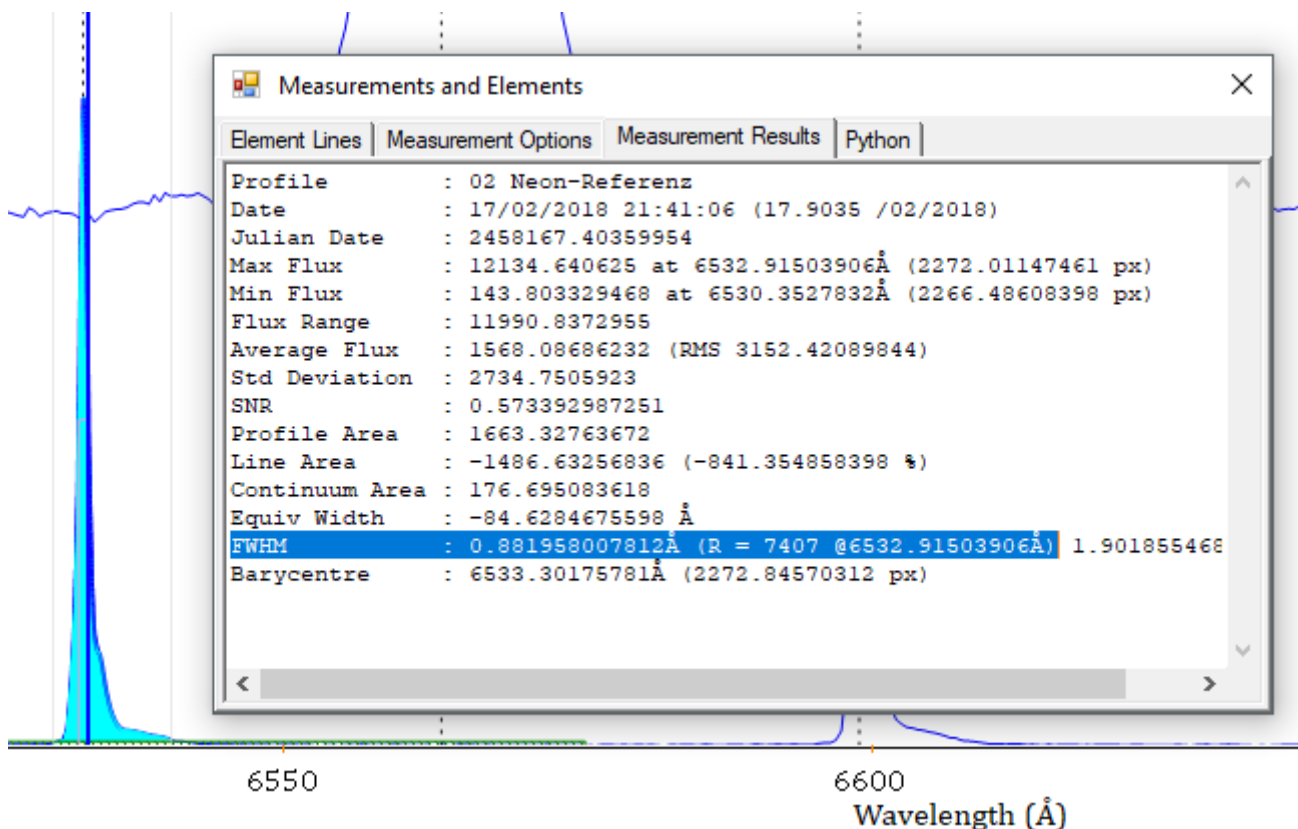 Measurements and Elements
Element Lines Measurement Options Measurement Results Python
Profile : 02 Neon-Referenz
Date : 17/02/2018 21:41:06 (17.9035 /02/2018)
Julian Date : 2458167.40359954
Max Flux : 12134.640625 at 6532.91503906Å (2272.01147461 px)
Min Flux : 143.803329468 at 6530.3527832Å (2266.48608398 px)
Flux Range : 11990.8372955
Average Flux : 1568.08686232 (RMS 3152.42089844)
Std Deviation : 2734.7505923
SNR : 0.573392987251
Profile Area : 1663.32763672
Line Area : -1486.63256836 (-841.354858398 %)
Continuum Area : 176.695083618
Equiv Width : -84.6284675598 Å
FWHM : 0.881958007812Å (R = 7407 @6532.91503906Å) 1.901855468
Barycentre : 6533.30175781Å (2272.84570312 px)
6550 6600
Wavelength (Å)